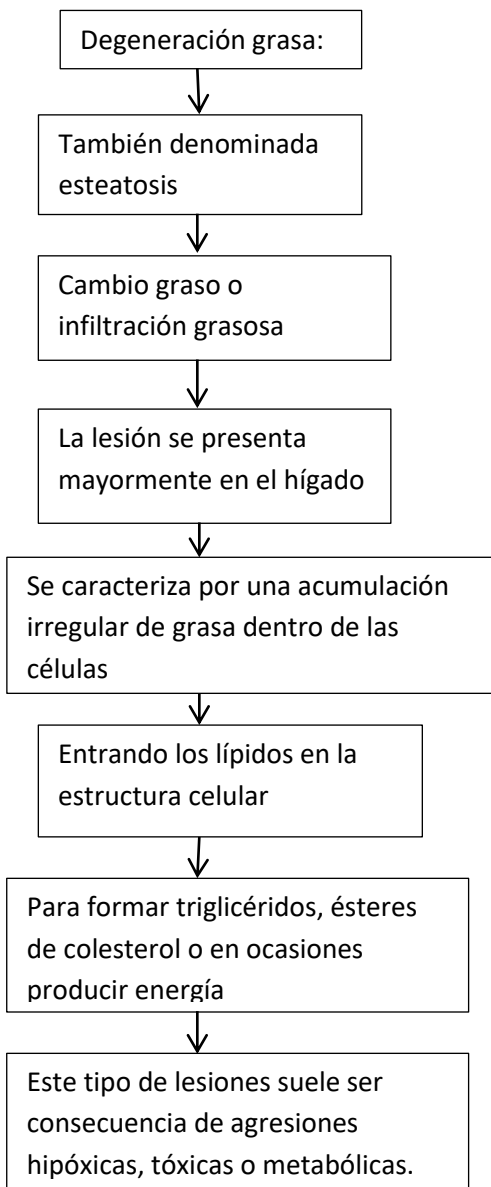 Degeneración grasa:
También denominada
esteatosis
Cambio graso o
infiltración grasosa
La lesión se presenta
mayormente en el hígado
Se caracteriza por una acumulación
irregular de grasa dentro de las
células
Entrando los lípidos en la
estructura celular
Para formar triglicéridos, ésteres
de colesterol o en ocasiones
producir energía
Este tipo de lesiones suele ser
consecuencia de agresiones
hipóxicas, tóxicas o metabólicas.